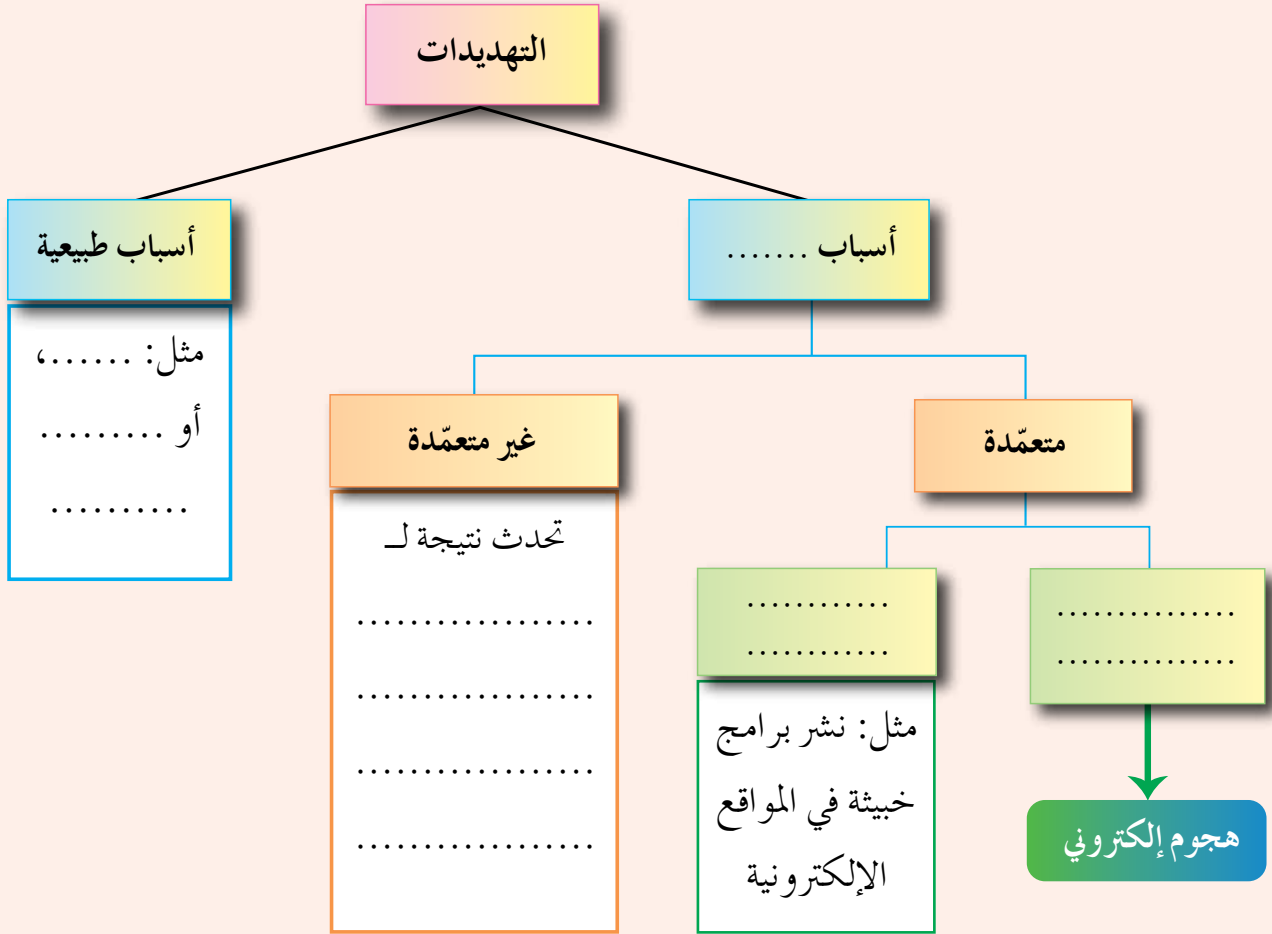 التهديدات
أسباب .......
أسباب طبيعية
مثل: ......،
أو .........
..........
متعمّدة
غير متعمّدة
تحدث نتيجة لـ
..................
..................
..................
..................
...............
...............
هجوم إلكتروني
............
............
مثل: نشر برامج
خبيثة في المواقع
الإلكترونية